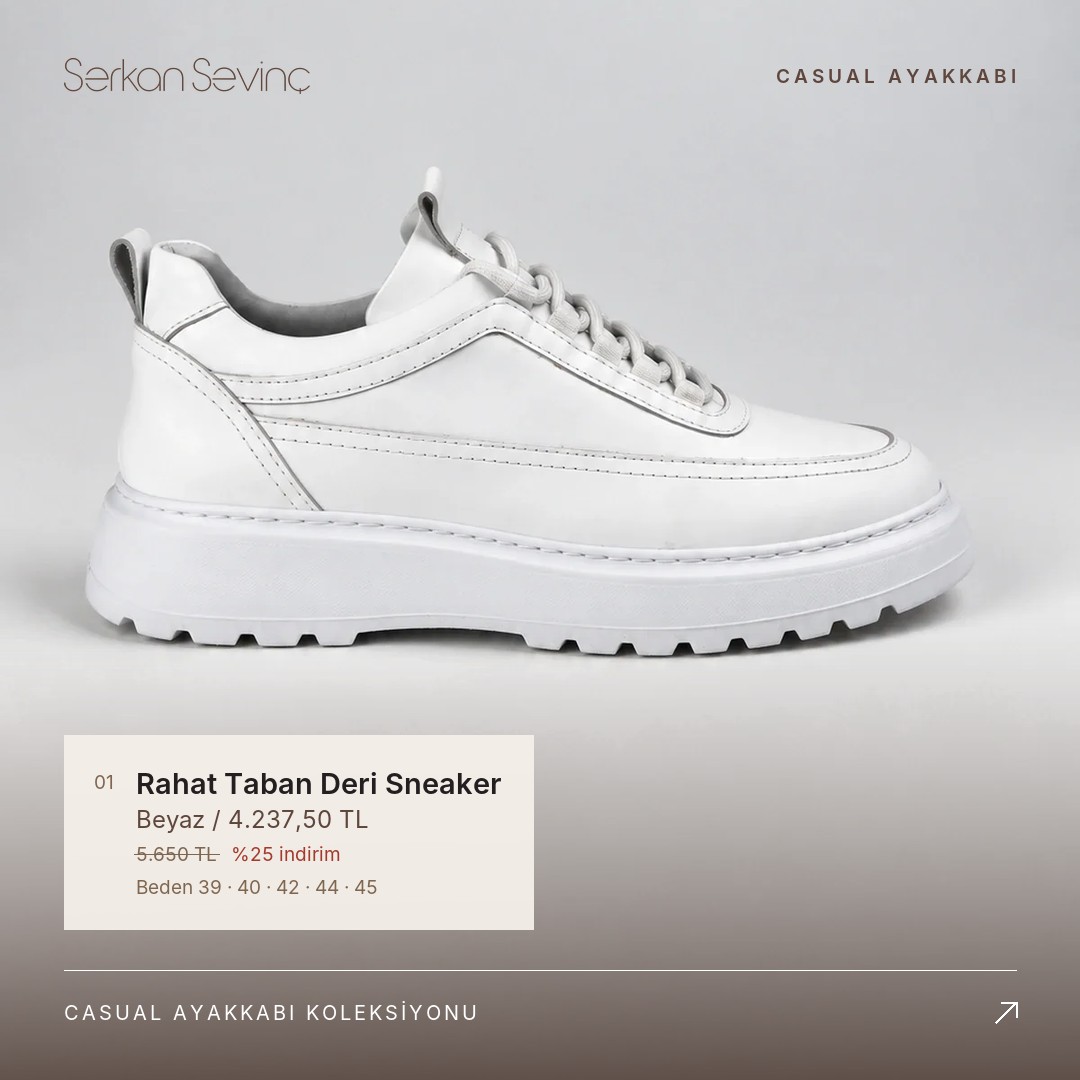 Serkan Sevinç
CASUAL AYAKKABI
01 Rahat Taban Deri Sneaker
Beyaz / 4.237,50 TL
5.650 TL %25 indirim
Beden 39 · 40 · 42 · 44 · 45
CASUAL AYAKKABI KOLEKSİYONU